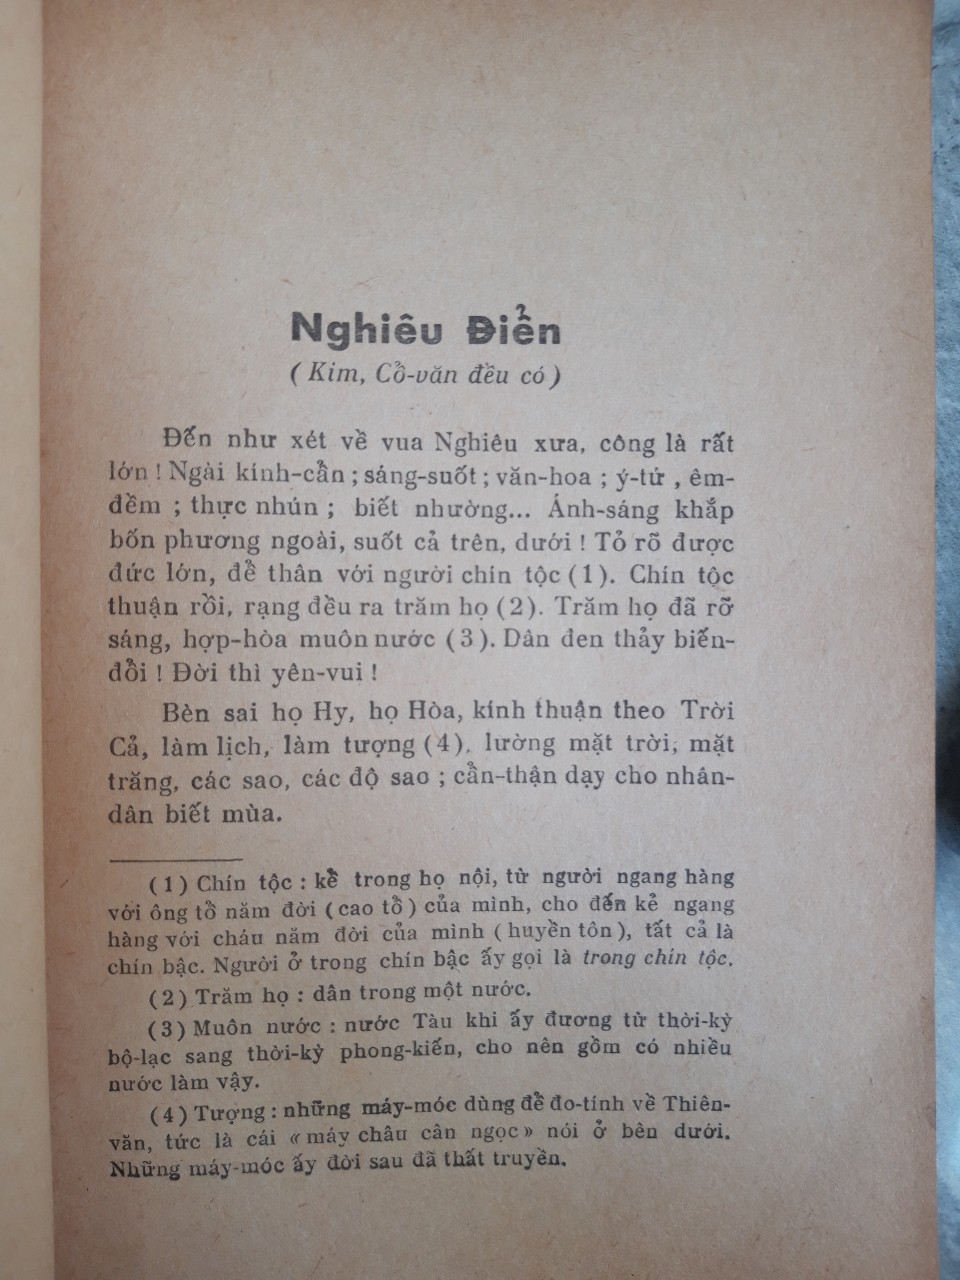 Nghiêu Điển
( Kim, Cổ-văn đều có )
Đến như xét về vua Nghiêu xưa, công là rất
lớn ! Ngài kính-cẩn ; sáng-suốt ; văn-hoa ; ý-tứ , êm-
đềm ; thực nhún ; biết nhường... Ánh-sáng khắp
bốn phương ngoài, suốt cả trên, dưới ! Tỏ rõ được
đức lớn, để thân với người chín tộc (1). Chín tộc
thuận rồi, rạng đều ra trăm họ (2). Trăm họ đã rỡ
sáng, hợp-hòa muôn nước (3). Dân đen thảy biến-
đổi ! Đời thì yên-vui !
Bèn sai họ Hy, họ Hòa, kính thuận theo Trời
Cả, làm lịch, làm tượng (4), lường mặt trời, mặt
trăng, các sao, các độ sao ; cẩn-thận dạy cho nhân-
dân biết mùa.
(1) Chín tộc : kể trong họ nội, từ người ngang hàng
với ông tổ năm đời (cao tổ) của mình, cho đến kẻ ngang
hàng với cháu năm đời của mình (huyền tôn), tất cả là
chín bậc. Người ở trong chín bậc ấy gọi là trong chín tộc.
(2) Trăm họ : dân trong một nước.
(3) Muôn nước : nước Tàu khi ấy đương từ thời-kỳ
bộ-lạc sang thời-kỳ phong-kiến, cho nên gồm có nhiều
nước làm vậy.
(4) Tượng : những máy-móc dùng để đo-tính về Thiên-
văn, tức là cái « máy châu cân ngọc » nói ở bên dưới.
Những máy-móc ấy đời sau đã thất truyền.